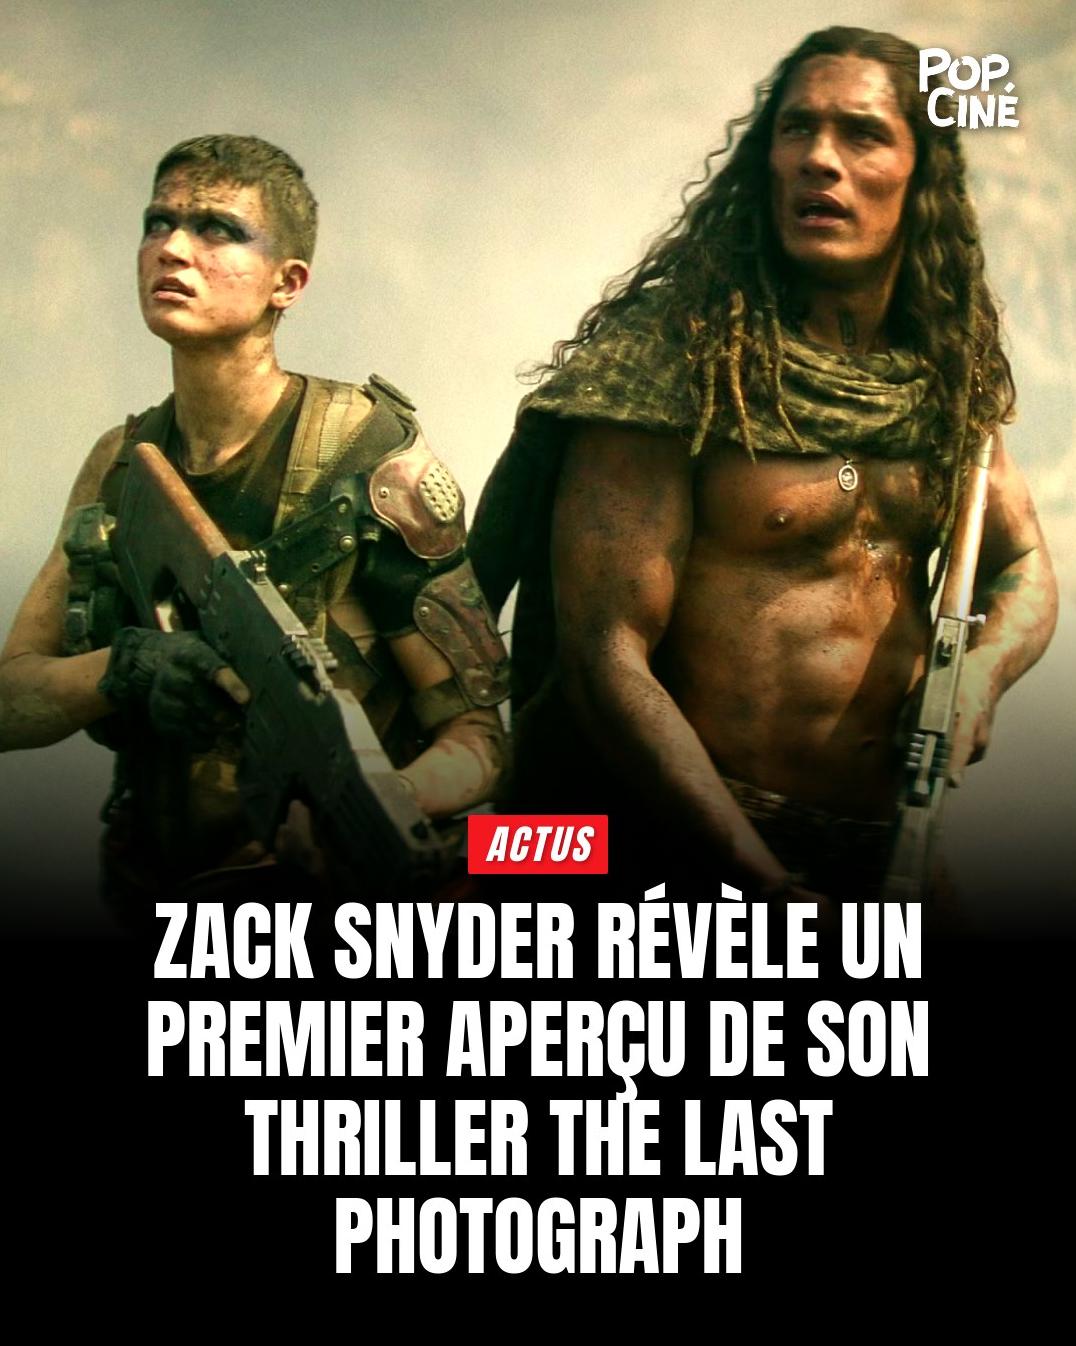 POP.
CINÉ
ACTUS
ZACK SNYDER RÉVÈLE UN
PREMIER APERÇU DE SON
THRILLER THE LAST
PHOTOGRAPH